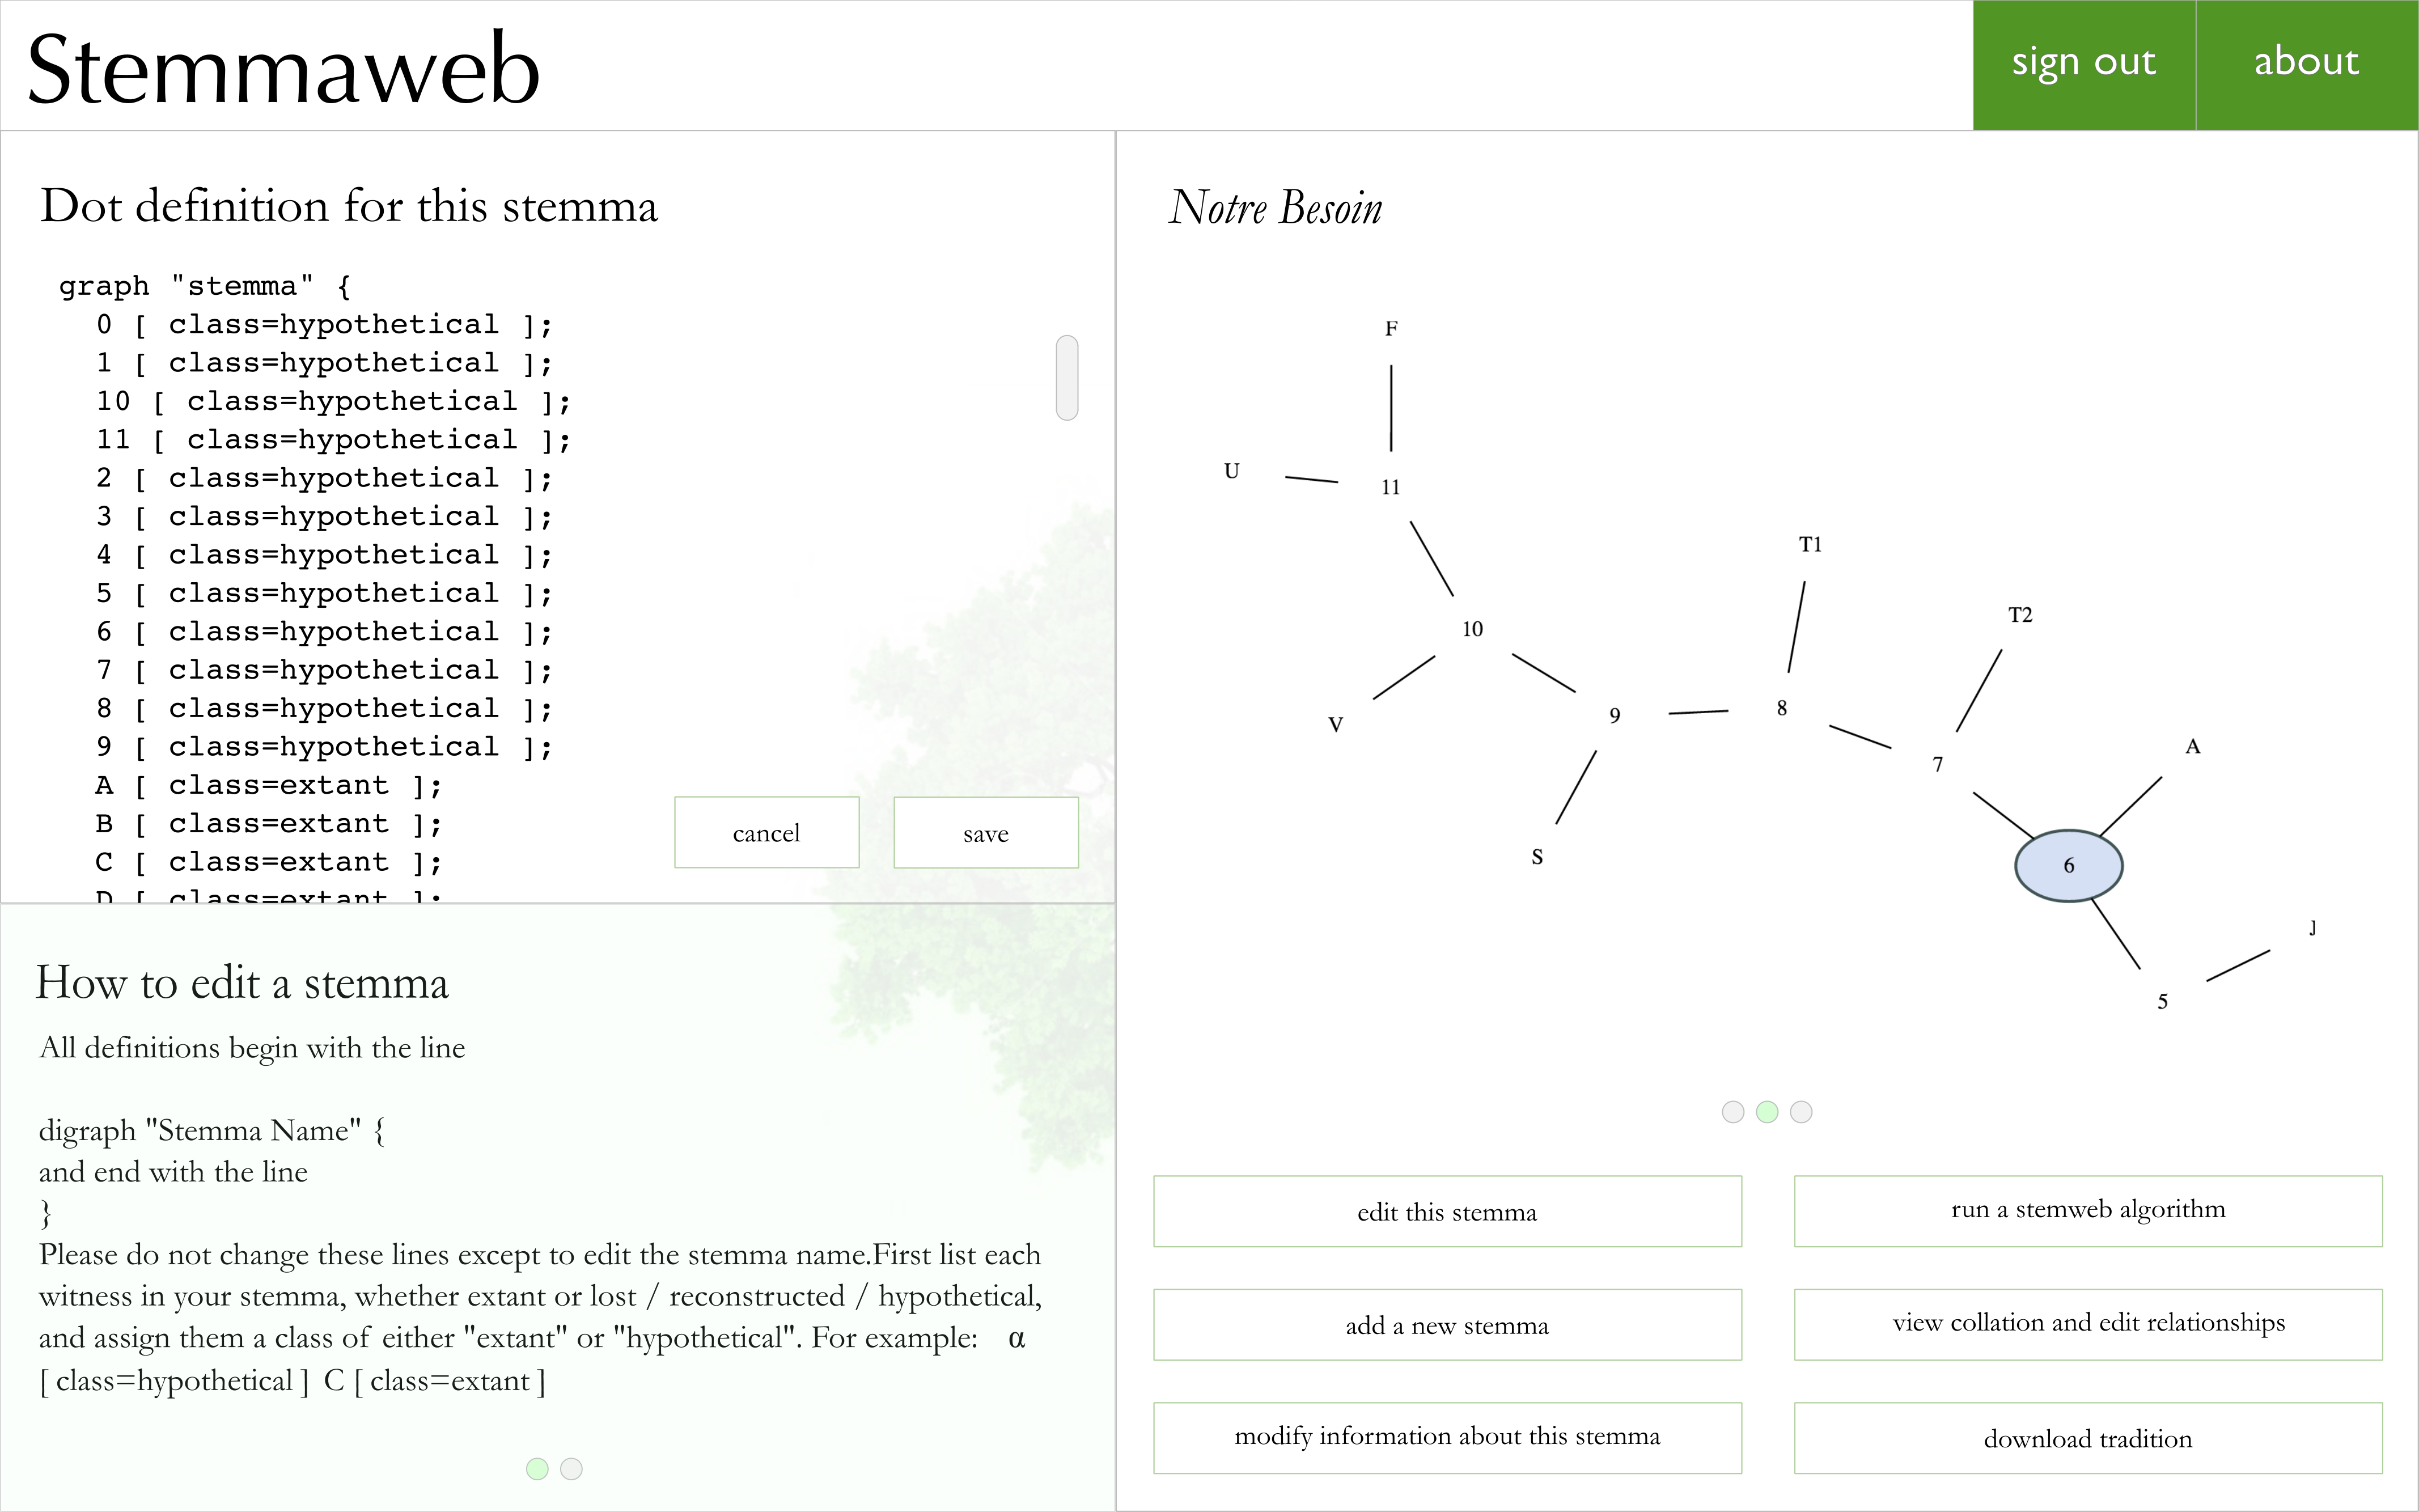 Stemmaweb
sign out
about
Dot definition for this stemma
graph "stemma" {
0 [ class=hypothetical ];
1 [ class=hypothetical ];
10 [ class=hypothetical ];
11 [ class=hypothetical ];
2 [ class=hypothetical ];
3 [ class=hypothetical ];
4 [ class=hypothetical ];
5 [ class=hypothetical ];
6 [ class=hypothetical ];
7 [ class=hypothetical ];
8 [ class=hypothetical ];
9 [ class=hypothetical ];
A [ class=extant ];
B [ class=extant ];
C [ class=extant ];
D [ class=extant ];
cancel
save
How to edit a stemma
All definitions begin with the line
digraph "Stemma Name" {
and end with the line
}
Please do not change these lines except to edit the stemma name.First list each
witness in your stemma, whether extant or lost / reconstructed / hypothetical,
and assign them a class of either "extant" or "hypothetical". For example: α
[ class=hypothetical ] C [ class=extant ]
Notre Besoin
F
U
11
T1
T2
10
V
9
8
7
A
S
6
J
5
edit this stemma
run a stemweb algorithm
add a new stemma
view collation and edit relationships
modify information about this stemma
download tradition